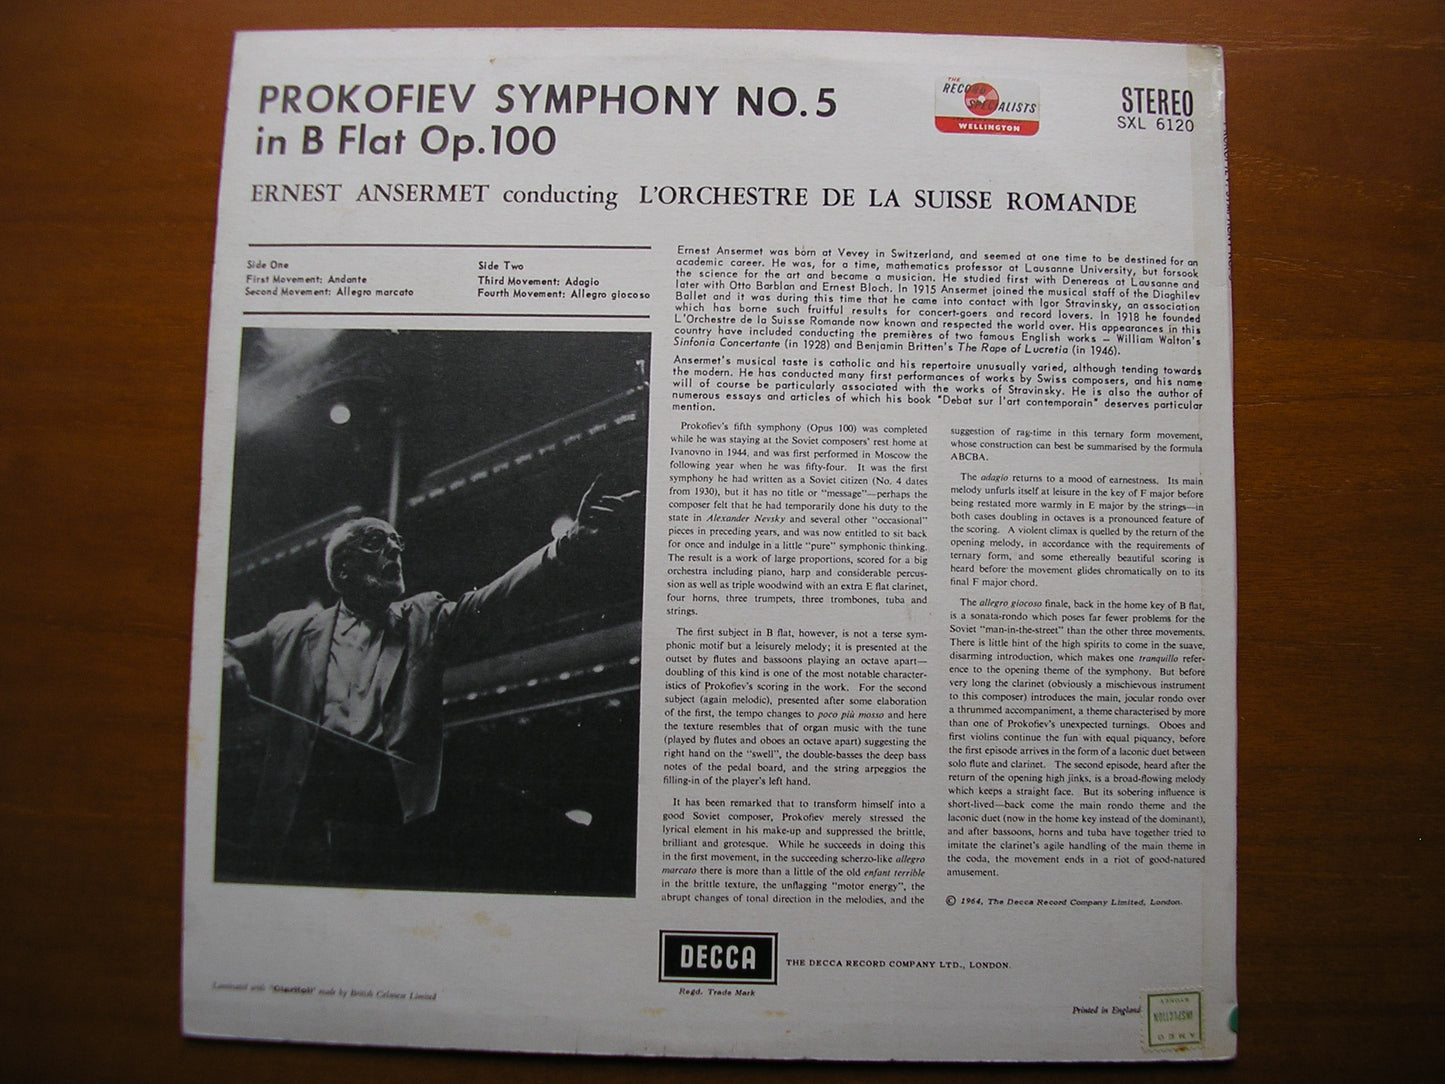 PROKOFIEV SYMPHONY NO. 5
in B Flat Op.100
THE
RECORD
SPECIALISTS
WELLINGTON
STEREO
SXL 6120
ERNEST ANSERMET conducting L'ORCHESTRE DE LA SUISSE ROMANDE
Side One
First Movement: Andante
Second Movement: Allegro marcato
Side Two
Third Movement: Adagio
Fourth Movement: Allegro giocoso
Ernest Ansermet was born at Vevey in Switzerland, and seemed at one time to be destined for an
academic career. He was, for a time, mathematics professor at Lausanne University, but forsook
the science for the art and became a musician. He studied first with Denereas at Lausanne and
later with Otto Barblan and Ernest Bloch. In 1915 Ansermet joined the musical staff of the Diaghilev
Ballet and it was during this time that he came into contact with Igor Stravinsky, an association
which has borne such fruitful results for concert-goers and record lovers. In 1918 he founded
L'Orchestre de la Suisse Romande now known and respected the world over. His appearances in this
country have included conducting the premières of two famous English works – William Walton's
Sinfonia Concertante (in 1928) and Benjamin Britten's The Rape of Lucretia (in 1946).
Ansermet's musical taste is catholic and his repertoire unusually varied, although tending towards
the modern. He has conducted many first performances of works by Swiss composers, and his name
will of course be particularly associated with the works of Stravinsky. He is also the author of
numerous essays and articles of which his book "Debat sur l'art contemporain" deserves particular
mention.
Prokofiev's fifth symphony (Opus 100) was completed
while he was staying at the Soviet composers' rest home at
Ivanovno in 1944, and was first performed in Moscow the
following year when he was fifty-four. It was the first
symphony he had written as a Soviet citizen (No. 4 dates
from 1930), but it has no title or "message"—perhaps the
composer felt that he had temporarily done his duty to the
state in Alexander Nevsky and several other "occasional"
pieces in preceding years, and was now entitled to sit back
for once and indulge in a little "pure" symphonic thinking.
The result is a work of large proportions, scored for a big
orchestra including piano, harp and considerable percus-
sion as well as triple woodwind with an extra E flat clarinet,
four horns, three trumpets, three trombones, tuba and
strings.
The first subject in B flat, however, is not a terse sym-
phonic motif but a leisurely melody; it is presented at the
outset by flutes and bassoons playing an octave apart—
doubling of this kind is one of the most notable character-
istics of Prokofiev's scoring in the work. For the second
subject (again melodic), presented after some elaboration
of the first, the tempo changes to poco più mosso and here
the texture resembles that of organ music with the tune
(played by flutes and oboes an octave apart) suggesting the
right hand on the "swell", the double-basses the deep bass
notes of the pedal board, and the string arpeggios the
filling-in of the player's left hand.
It has been remarked that to transform himself into a
good Soviet composer, Prokofiev merely stressed the
lyrical element in his make-up and suppressed the brittle,
brilliant and grotesque. While he succeeds in doing this
in the first movement, in the succeeding scherzo-like allegro
marcato there is more than a little of the old enfant terrible
in the brittle texture, the unflagging "motor energy", the
abrupt changes of tonal direction in the melodies, and the
suggestion of rag-time in this ternary form movement,
whose construction can best be summarised by the formula
ABCBA.
The adagio returns to a mood of earnestness. Its main
melody unfurls itself at leisure in the key of F major before
being restated more warmly in E major by the strings—in
both cases doubling in octaves is a pronounced feature of
the scoring. A violent climax is quelled by the return of the
opening melody, in accordance with the requirements of
ternary form, and some ethereally beautiful scoring is
heard before the movement glides chromatically on to its
final F major chord.
The allegro giocoso finale, back in the home key of B flat,
is a sonata-rondo which poses far fewer problems for the
Soviet "man-in-the-street" than the other three movements.
There is little hint of the high spirits to come in the suave,
disarming introduction, which makes one tranquillo refer-
ence to the opening theme of the symphony. But before
very long the clarinet (obviously a mischievous instrument
to this composer) introduces the main, jocular rondo over
a thrummed accompaniment, a theme characterised by more
than one of Prokofiev's unexpected turnings. Oboes and
first violins continue the fun with equal piquancy, before
the first episode arrives in the form of a laconic duet between
solo flute and clarinet. The second episode, heard after the
return of the opening high jinks, is a broad-flowing melody
which keeps a straight face. But its sobering influence is
short-lived—back come the main rondo theme and the
laconic duet (now in the home key instead of the dominant),
and after bassoons, horns and tuba have together tried to
imitate the clarinet's agile handling of the main theme in
the coda, the movement ends in a riot of good-natured
amusement.
© 1964, The Decca Record Company Limited, London.
DECCA
Regd. Trade Mark
THE DECCA RECORD COMPANY LTD., LONDON.
Laminated with "Clarifoil" made by British Celanese Limited
Printed in England
SYDNEY
INSPECTION
AMCO